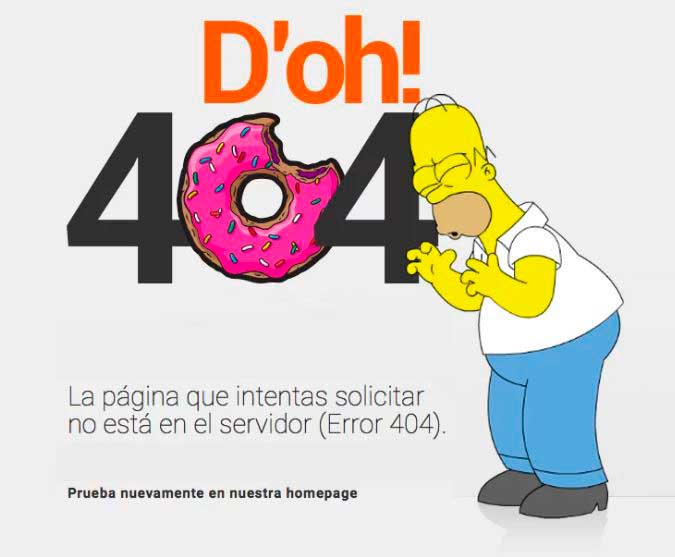 D'oh!
404
La página que intentas solicitar
no está en el servidor (Error 404).
Prueba nuevamente en nuestra homepage